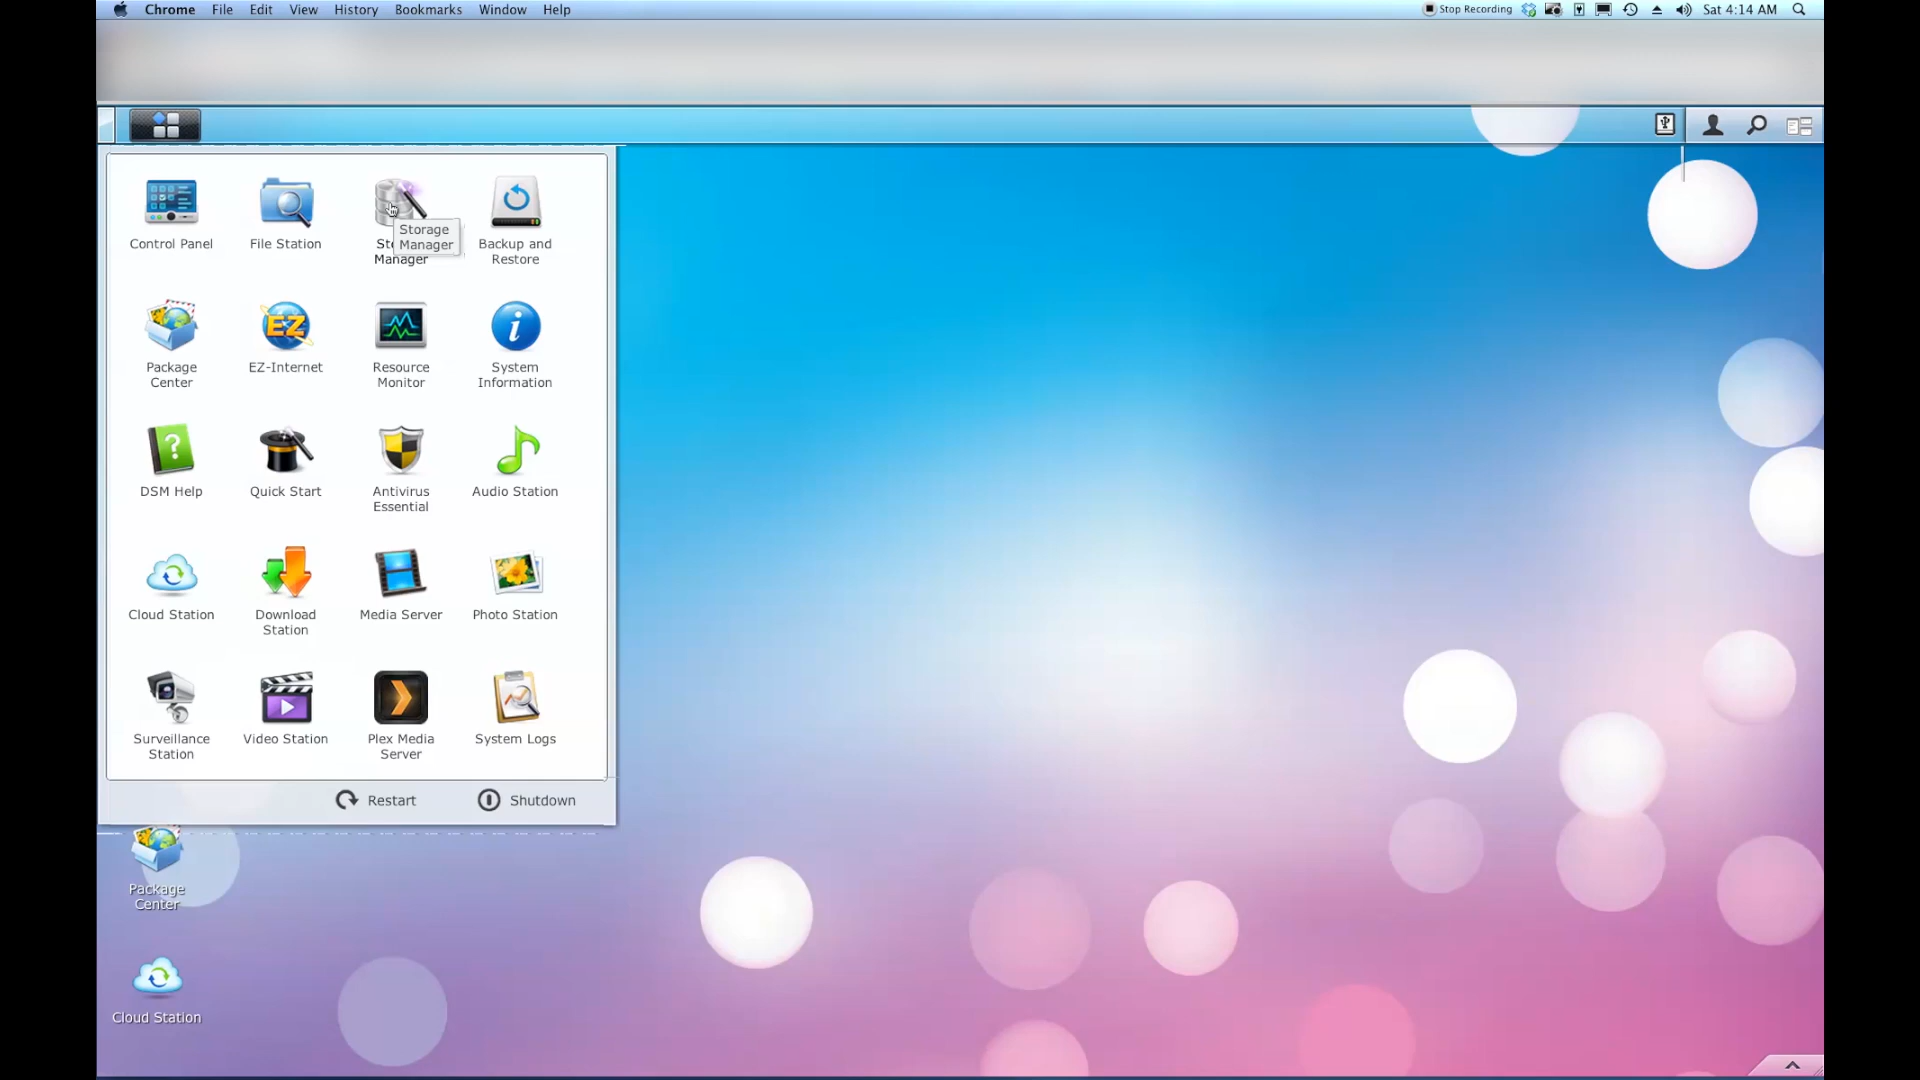 Chrome File Edit View History Bookmarks Window Help
Stop Recording Sat 4:14 AM
Control Panel
File Station
Manager
Storage
Manager
Backup and
Restore
Package
Center
EZ
EZ-Internet
Resource
Monitor
i
System
Information
?
DSM Help
Quick Start
Antivirus
Essential
Audio Station
Cloud Station
Download
Station
Media Server
Photo Station
Surveillance
Station
Video Station
Plex Media
Server
System Logs
Restart
Shutdown
Package
Center
Cloud Station